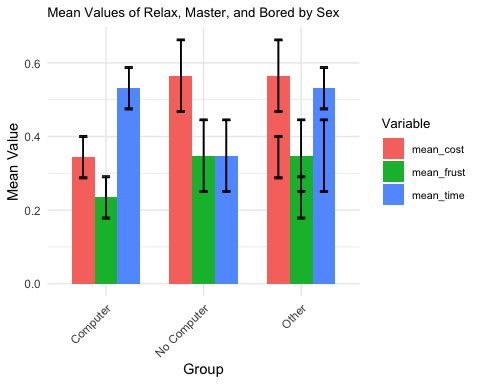 Mean Values of Relax, Master, and Bored by Sex
Mean Value
0.6
0.4
0.2
0.0
Computer
No Computer
Other
Group
Variable
mean_cost
mean_frust
mean_time